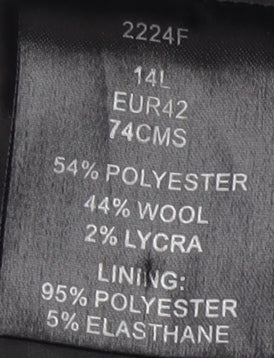 2224F
14L
EUR42
74CMS
54% POLYESTER
44% WOOL
2% LYCRA
LINING:
95% POLYESTER
5% ELASTHANE